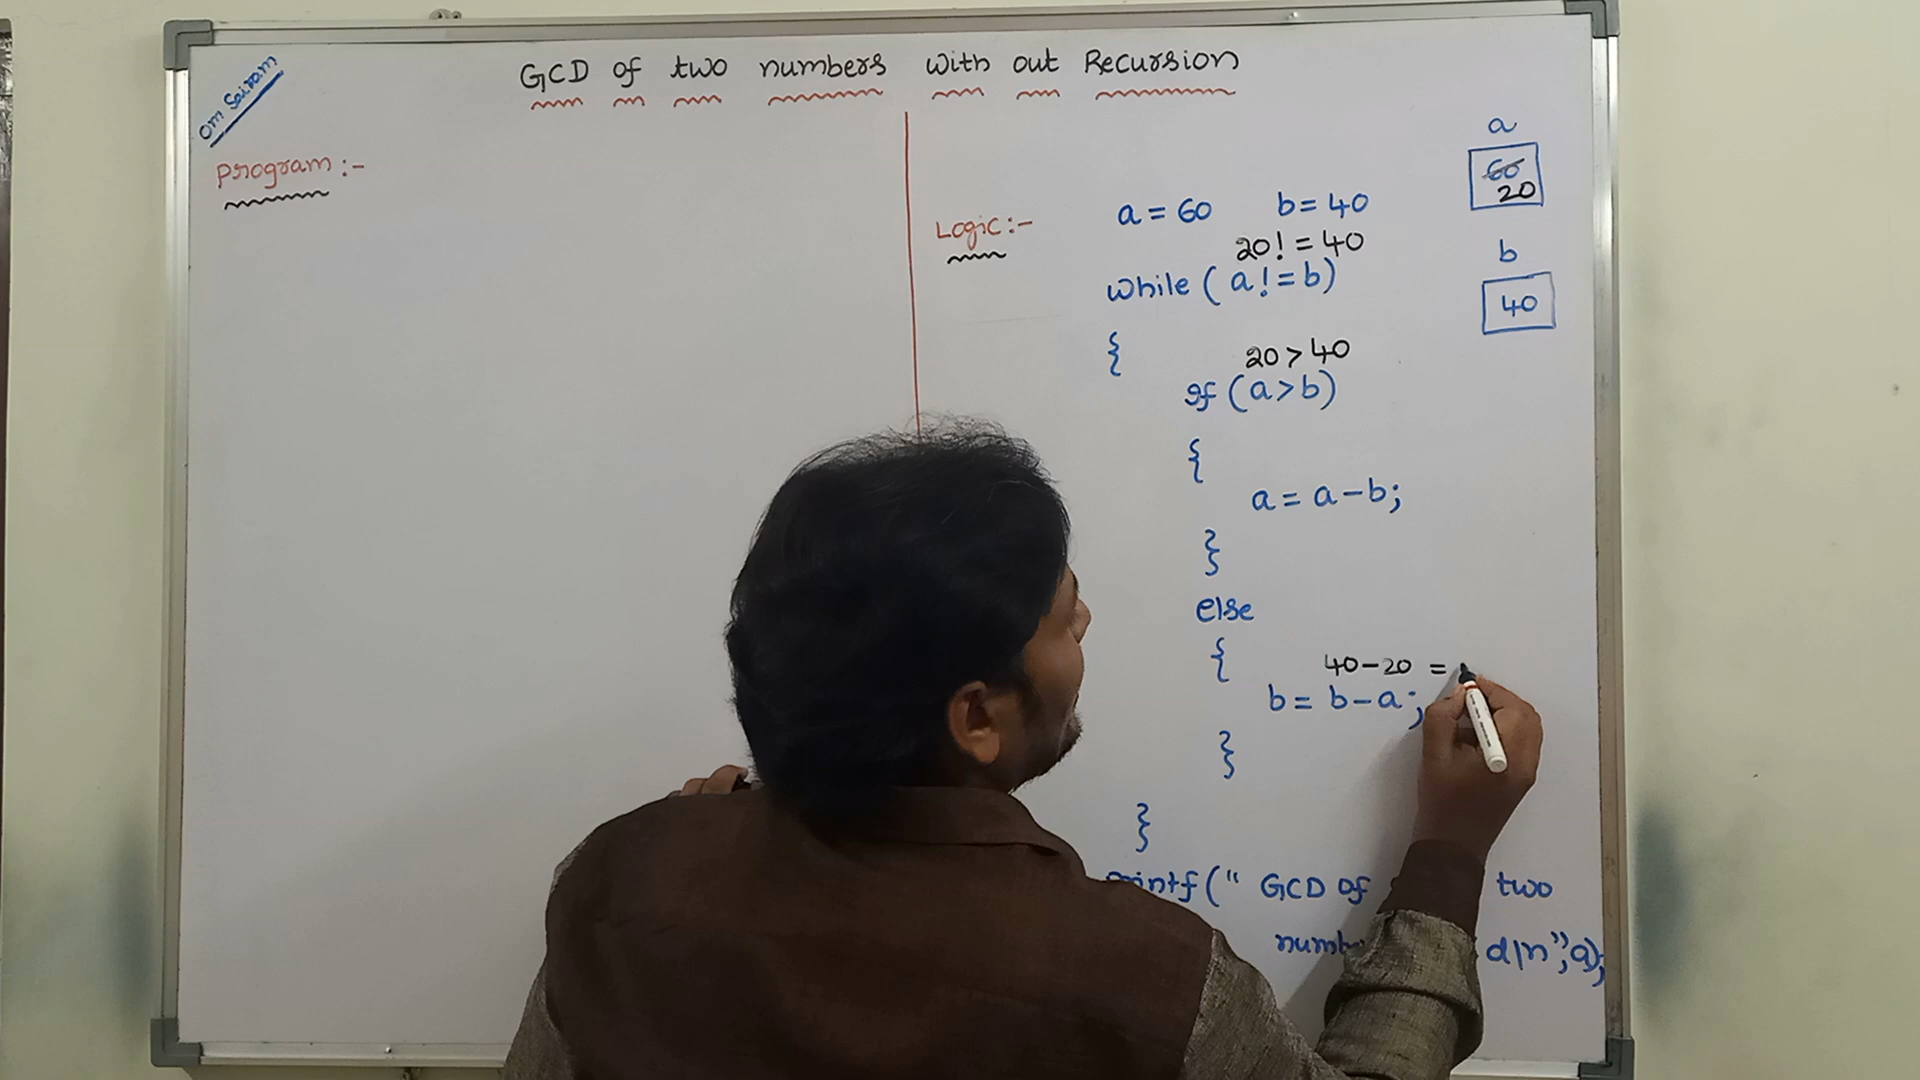 GCD of two numbers with out Recursion
Om Sairam
Program :-
Logic :-
a = 60 b = 40
20! = 40
while ( a! = b)
{
20 > 40
if (a > b)
{
a = a - b;
}
else
{
40 - 20 =
b = b - a;
}
}
printf (" GCD of two
d\n", a);
a
60
20
b
40